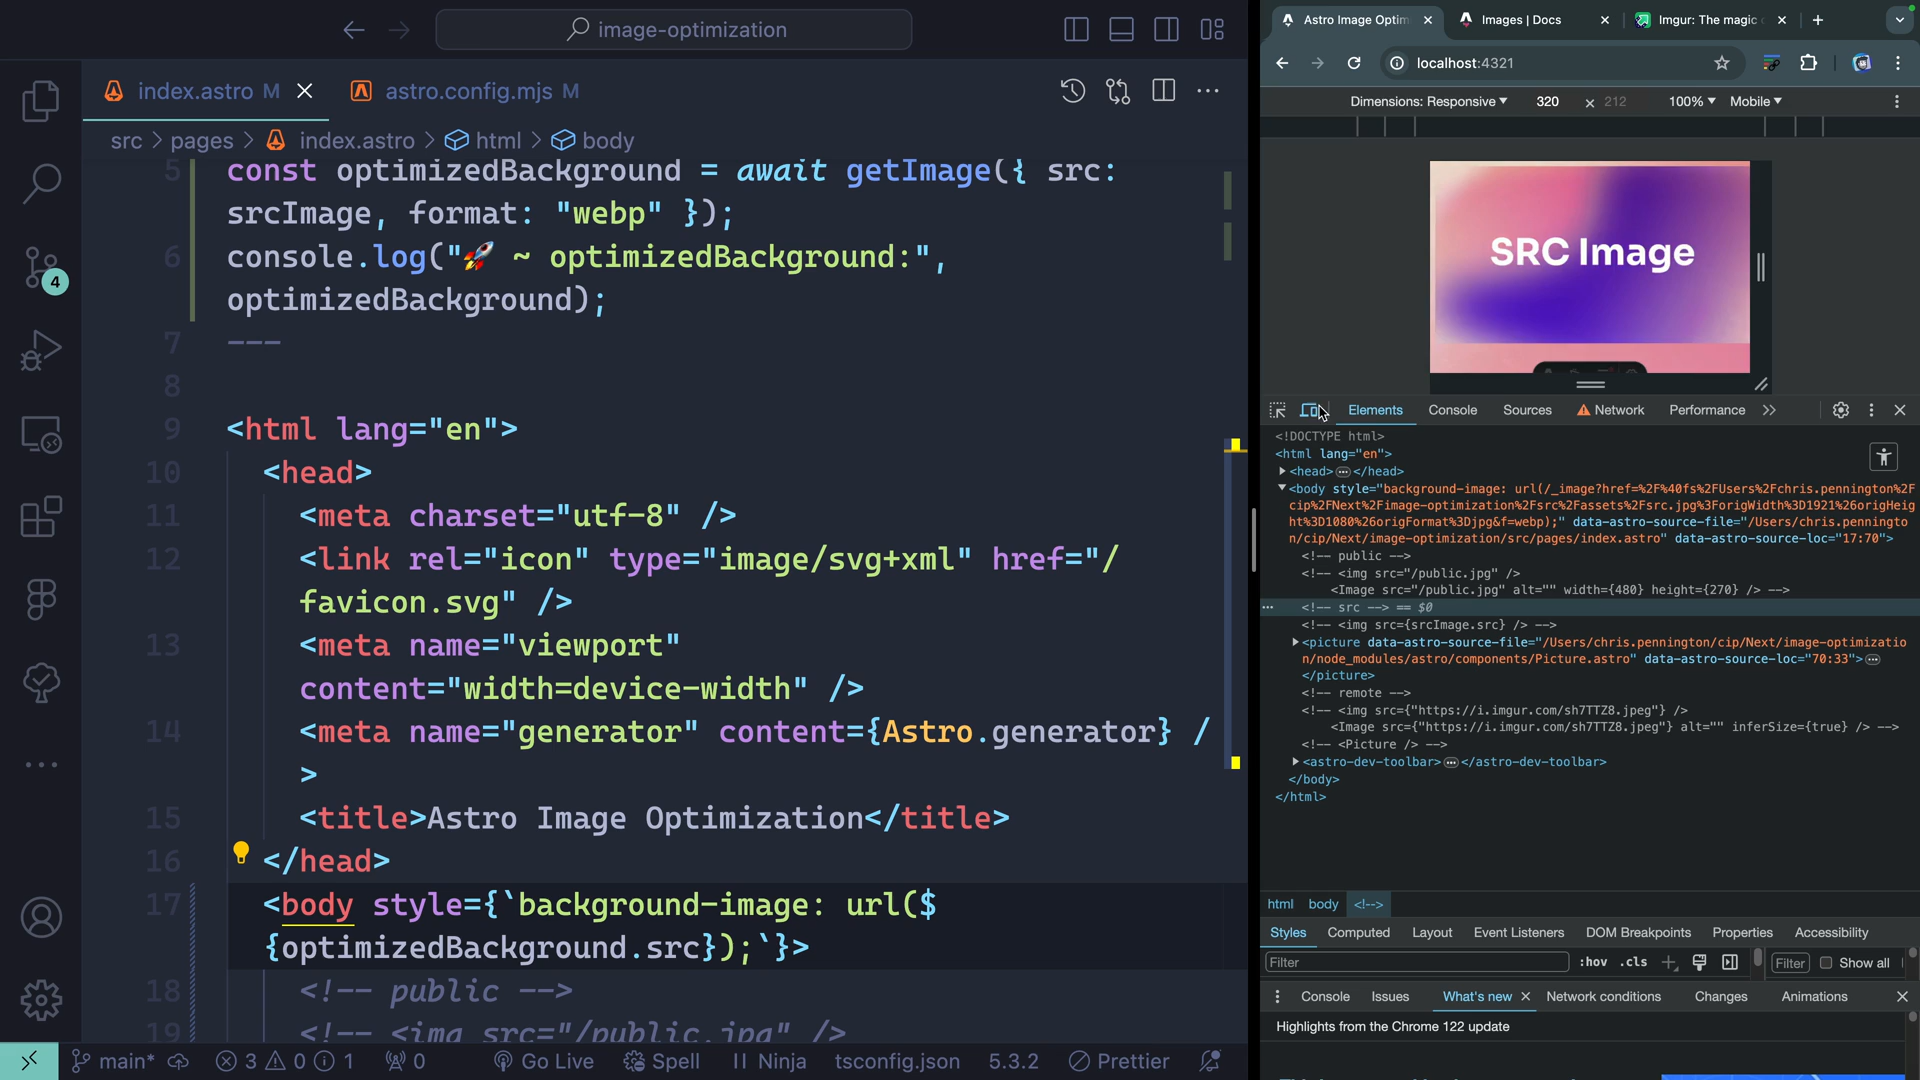 image-optimization
index.astro M
astro.config.mjs M
src > pages > index.astro > html > body
5 const optimizedBackground = await getImage({ src:
srcImage, format: "webp" });
6 console.log("🚀 ~ optimizedBackground:",
optimizedBackground);
7 ---
8
9 <html lang="en">
10 <head>
11 <meta charset="utf-8" />
12 <link rel="icon" type="image/svg+xml" href="/
favicon.svg" />
13 <meta name="viewport"
content="width=device-width" />
14 <meta name="generator" content={Astro.generator} /
>
15 <title>Astro Image Optimization</title>
16 </head>
17 <body style={`background-image: url($
{optimizedBackground.src});`}>
18 <!-- public -->
19 <!-- <img src="/public.jpg" />
4
main* 3 0 1 0 Go Live Spell Ninja tsconfig.json 5.3.2 Prettier
Astro Image Optim
Images | Docs
Imgur: The magic
localhost:4321
Dimensions: Responsive 320 × 212 100% Mobile
SRC Image
Elements Console Sources Network Performance
<!DOCTYPE html>
<html lang="en">
<head> … </head>
<body style="background-image: url(/_image?href=%2F%40fs%2FUsers%2Fchris.pennington%2F
cip%2FNext%2Fimage-optimization%2Fsrc%2Fassets%2Fsrc.jpg%3ForigWidth%3D1921%26origHeig
ht%3D1080%26origFormat%3Djpg&f=webp);" data-astro-source-file="/Users/chris.penningto
n/cip/Next/image-optimization/src/pages/index.astro" data-astro-source-loc="17:70">
<!-- public -->
<!-- <img src="/public.jpg" />
<Image src="/public.jpg" alt="" width={480} height={270} /> -->
<!-- src --> == $0
<!-- <img src={srcImage.src} /> -->
<picture data-astro-source-file="/Users/chris.pennington/cip/Next/image-optimizatio
n/node_modules/astro/components/Picture.astro" data-astro-source-loc="70:33"> …
</picture>
<!-- remote -->
<!-- <img src={"https://i.imgur.com/sh7TTZ8.jpeg"} />
<Image src={"https://i.imgur.com/sh7TTZ8.jpeg"} alt="" inferSize={true} /> -->
<!-- <Picture /> -->
<astro-dev-toolbar> … </astro-dev-toolbar>
</body>
</html>
html body <!-->
Styles Computed Layout Event Listeners DOM Breakpoints Properties Accessibility
Filter :hov .cls Filter Show all
Console Issues What's new Network conditions Changes Animations
Highlights from the Chrome 122 update